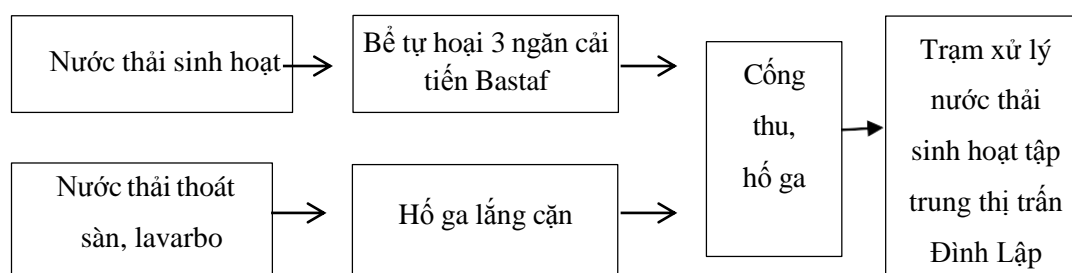 Nước thải sinh hoạt
Bể tự hoại 3 ngăn cải
tiến Bastaf
Nước thải thoát
sàn, lavarbo
Hố ga lắng cặn
Cống
thu,
hố ga
Trạm xử lý
nước thải
sinh hoạt tập
trung thị trấn
Đình Lập